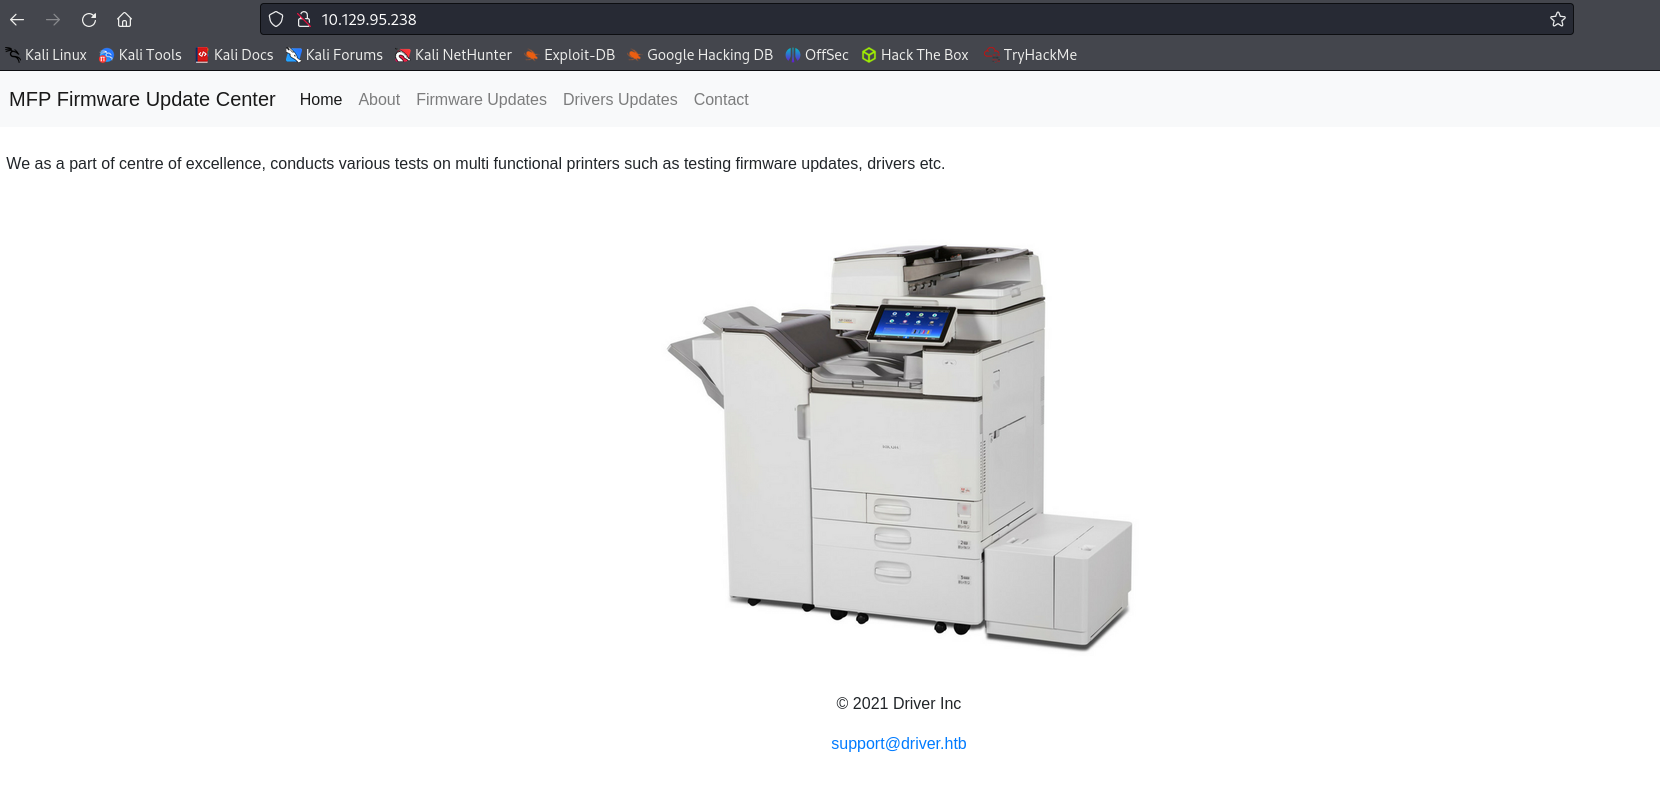 10.129.95.238
Kali Linux Kali Tools Kali Docs Kali Forums Kali NetHunter Exploit-DB Google Hacking DB OffSec Hack The Box TryHackMe
MFP Firmware Update Center Home About Firmware Updates Drivers Updates Contact
We as a part of centre of excellence, conducts various tests on multi functional printers such as testing firmware updates, drivers etc.
© 2021 Driver Inc
support@driver.htb